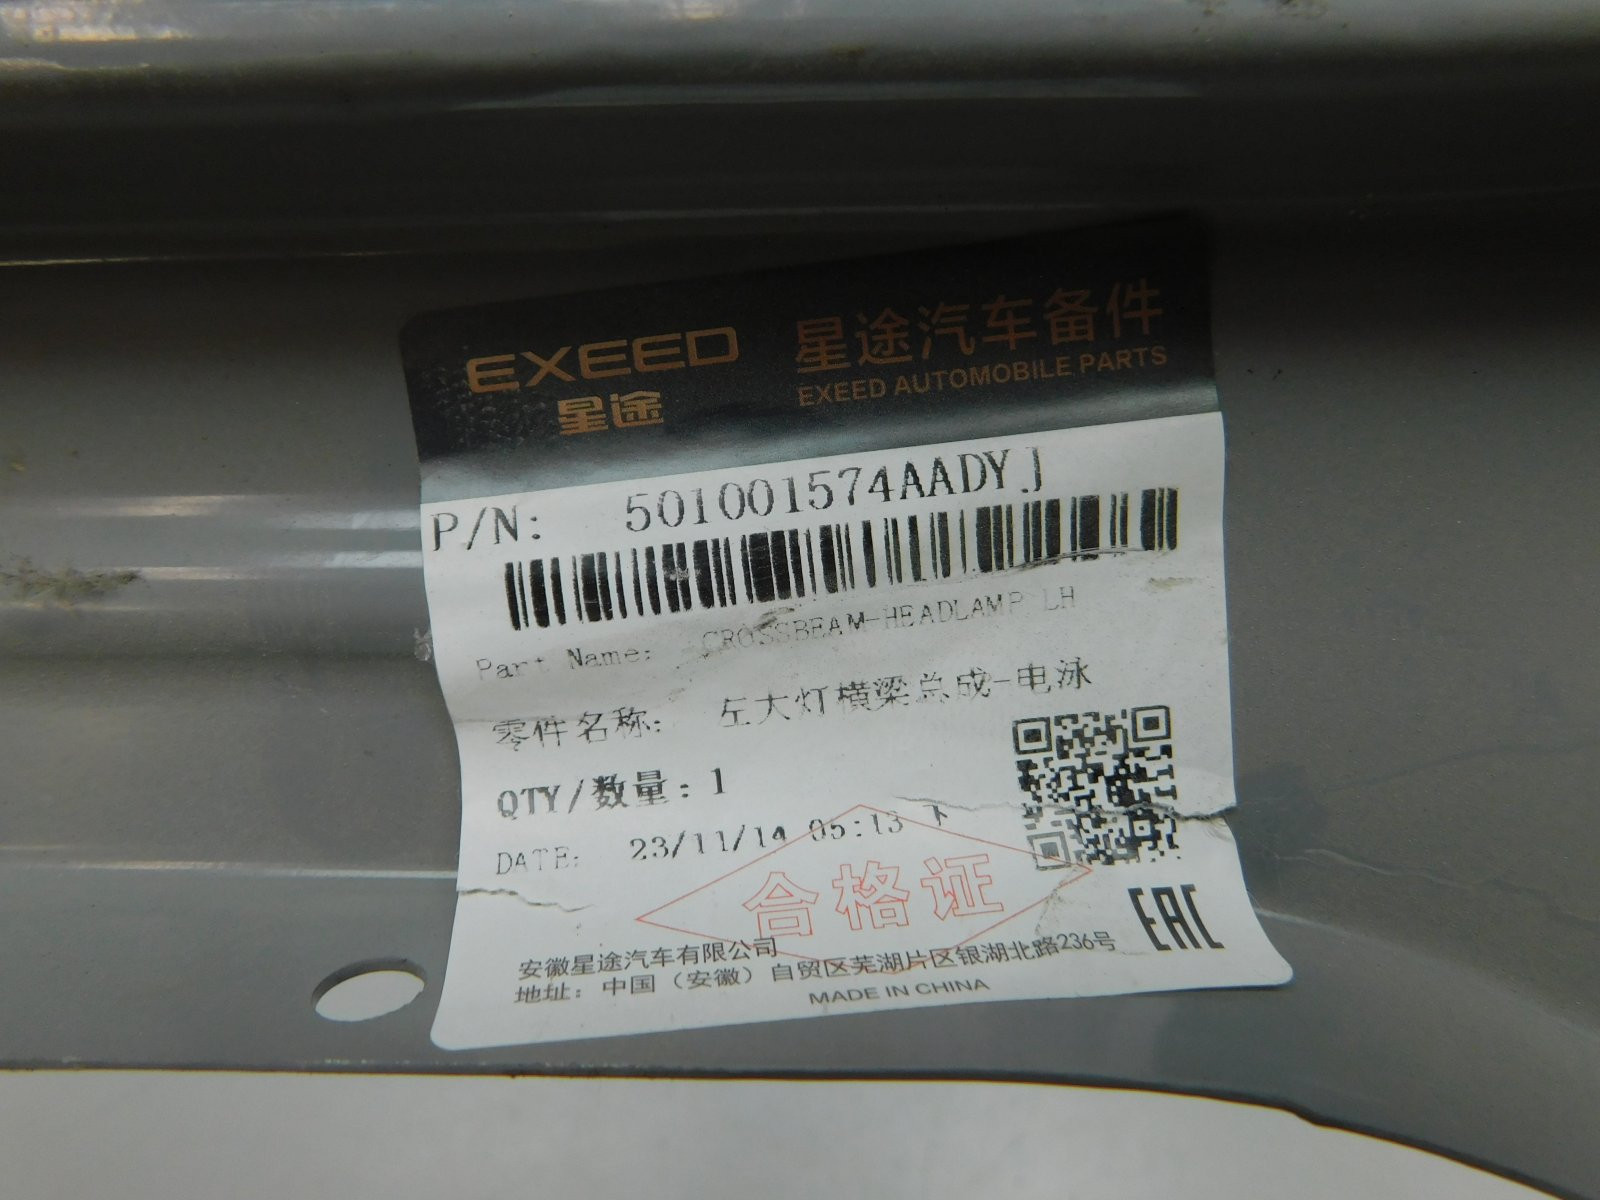 EXEED
星途
星途汽车备件
EXEED AUTOMOBILE PARTS
P/N: 501001574AADYJ
Part Name: CROSSBEAM-HEADLAMP LH
零件名称: 左大灯横梁总成-电泳
QTY/数量: 1
DATE: 23/11/14 05:13 下
合格证
EAC
安徽星途汽车有限公司
地址：中国（安徽）自贸区芜湖片区银湖北路236号
MADE IN CHINA